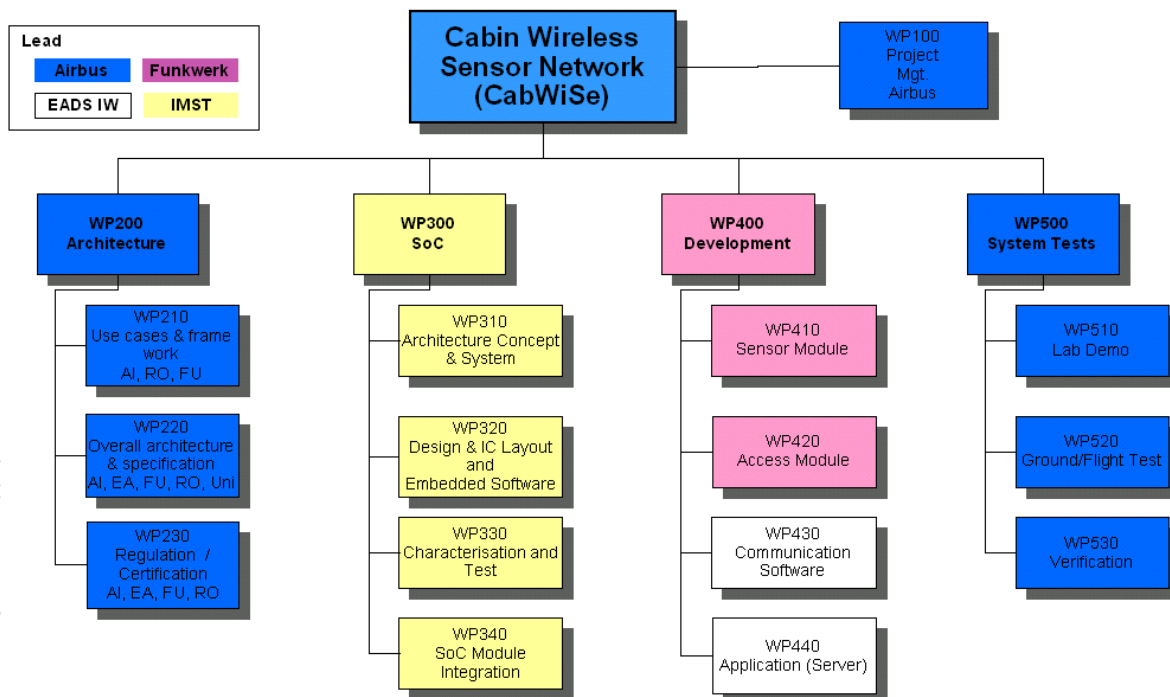 Lead
Airbus
Funkwerk
EADS IW
IMST
Cabin Wireless
Sensor Network
(CabWiSe)
WP100
Project
Mgt.
Airbus
WP200
Architecture
WP210
Use cases & frame
work
AI, RO, FU
WP220
Overall architecture
& specification
AI, EA, FU, RO, Uni
WP230
Regulation /
Certification
AI, EA, FU, RO
WP300
SoC
WP310
Architecture Concept
& System
WP320
Design & IC Layout
and
Embedded Software
WP330
Characterisation and
Test
WP340
SoC Module
Integration
WP400
Development
WP410
Sensor Module
WP420
Access Module
WP430
Communication
Software
WP440
Application (Server)
WP500
System Tests
WP510
Lab Demo
WP520
Ground/Flight Test
WP530
Verification